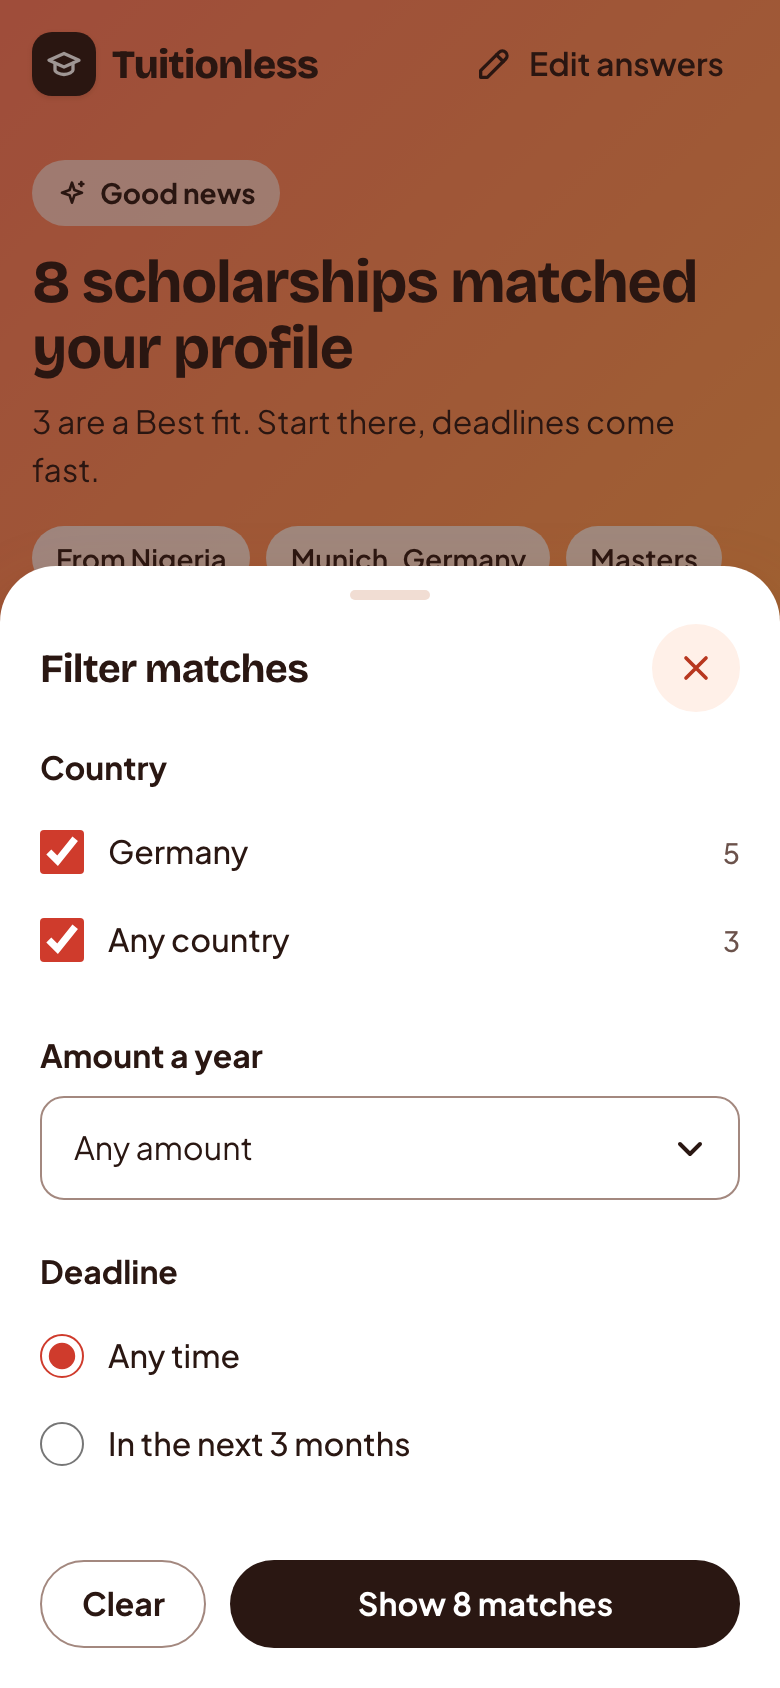 Tuitionless
Edit answers
Good news
8 scholarships matched
your profile
3 are a Best fit. Start there, deadlines come
fast.
From Nigeria
Munich, Germany
Masters
Filter matches
Country
Germany 5
Any country 3
Amount a year
Any amount
Deadline
Any time
In the next 3 months
Clear
Show 8 matches